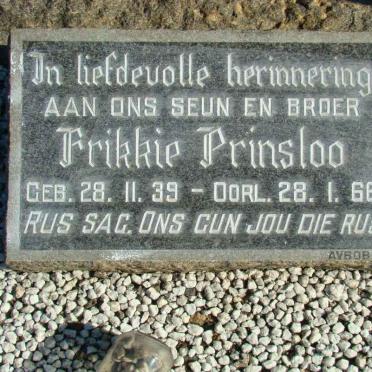 In liefdevolle herinnering
AAN ONS SEUN EN BROER
Frikkie Prinsloo
GEB. 28. 11. 39 – OORL. 28. 1. 66
RUS SAG, ONS GUN JOU DIE RUS
AVBOB